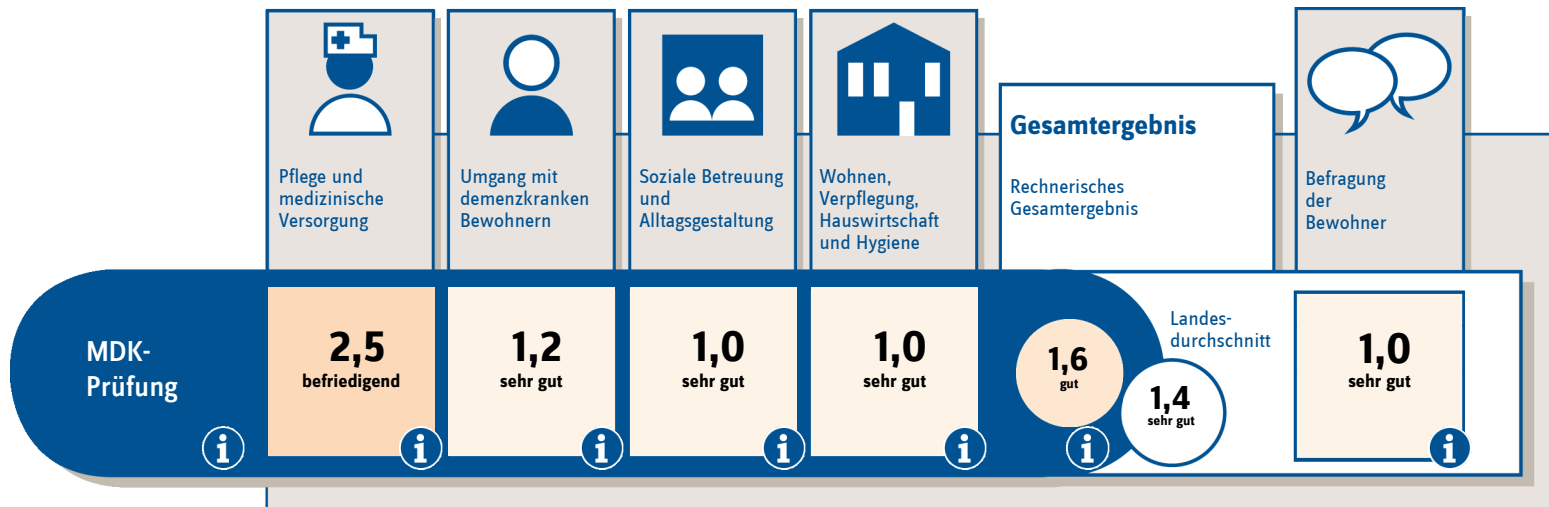 Pflege und
medizinische
Versorgung
Umgang mit
demenzkranken
Bewohnern
Soziale Betreuung
und
Alltagsgestaltung
Wohnen,
Verpflegung,
Hauswirtschaft
und Hygiene
Gesamtergebnis
Rechnerisches
Gesamtergebnis
Befragung
der
Bewohner
MDK-
Prüfung
i
2,5
befriedigend
i
1,2
sehr gut
i
1,0
sehr gut
i
1,0
sehr gut
i
1,6
gut
i
Landes-
durchschnitt
1,4
sehr gut
1,0
sehr gut
i